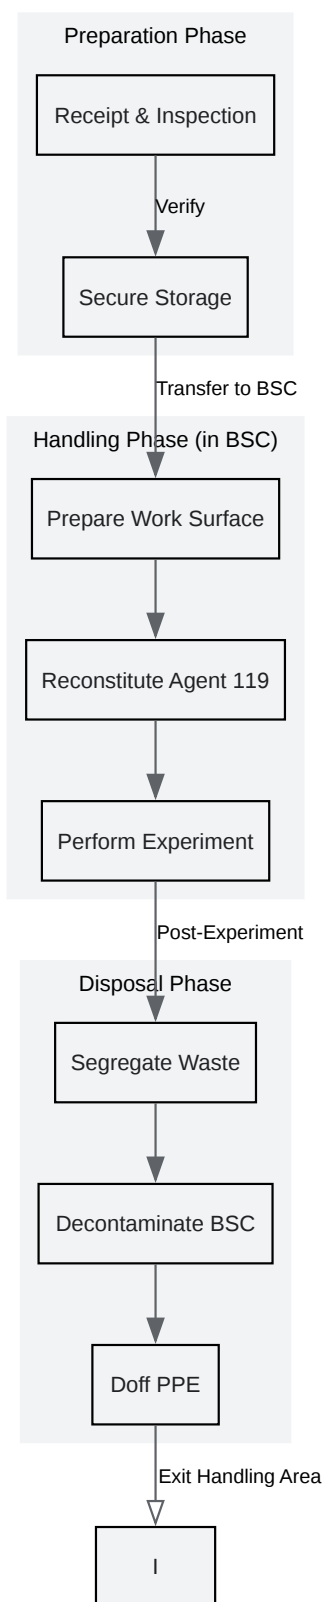 Preparation Phase
Receipt & Inspection
Verify
Secure Storage
Transfer to BSC
Handling Phase (in BSC)
Prepare Work Surface
Reconstitute Agent 119
Perform Experiment
Post-Experiment
Disposal Phase
Segregate Waste
Decontaminate BSC
Doff PPE
Exit Handling Area
I